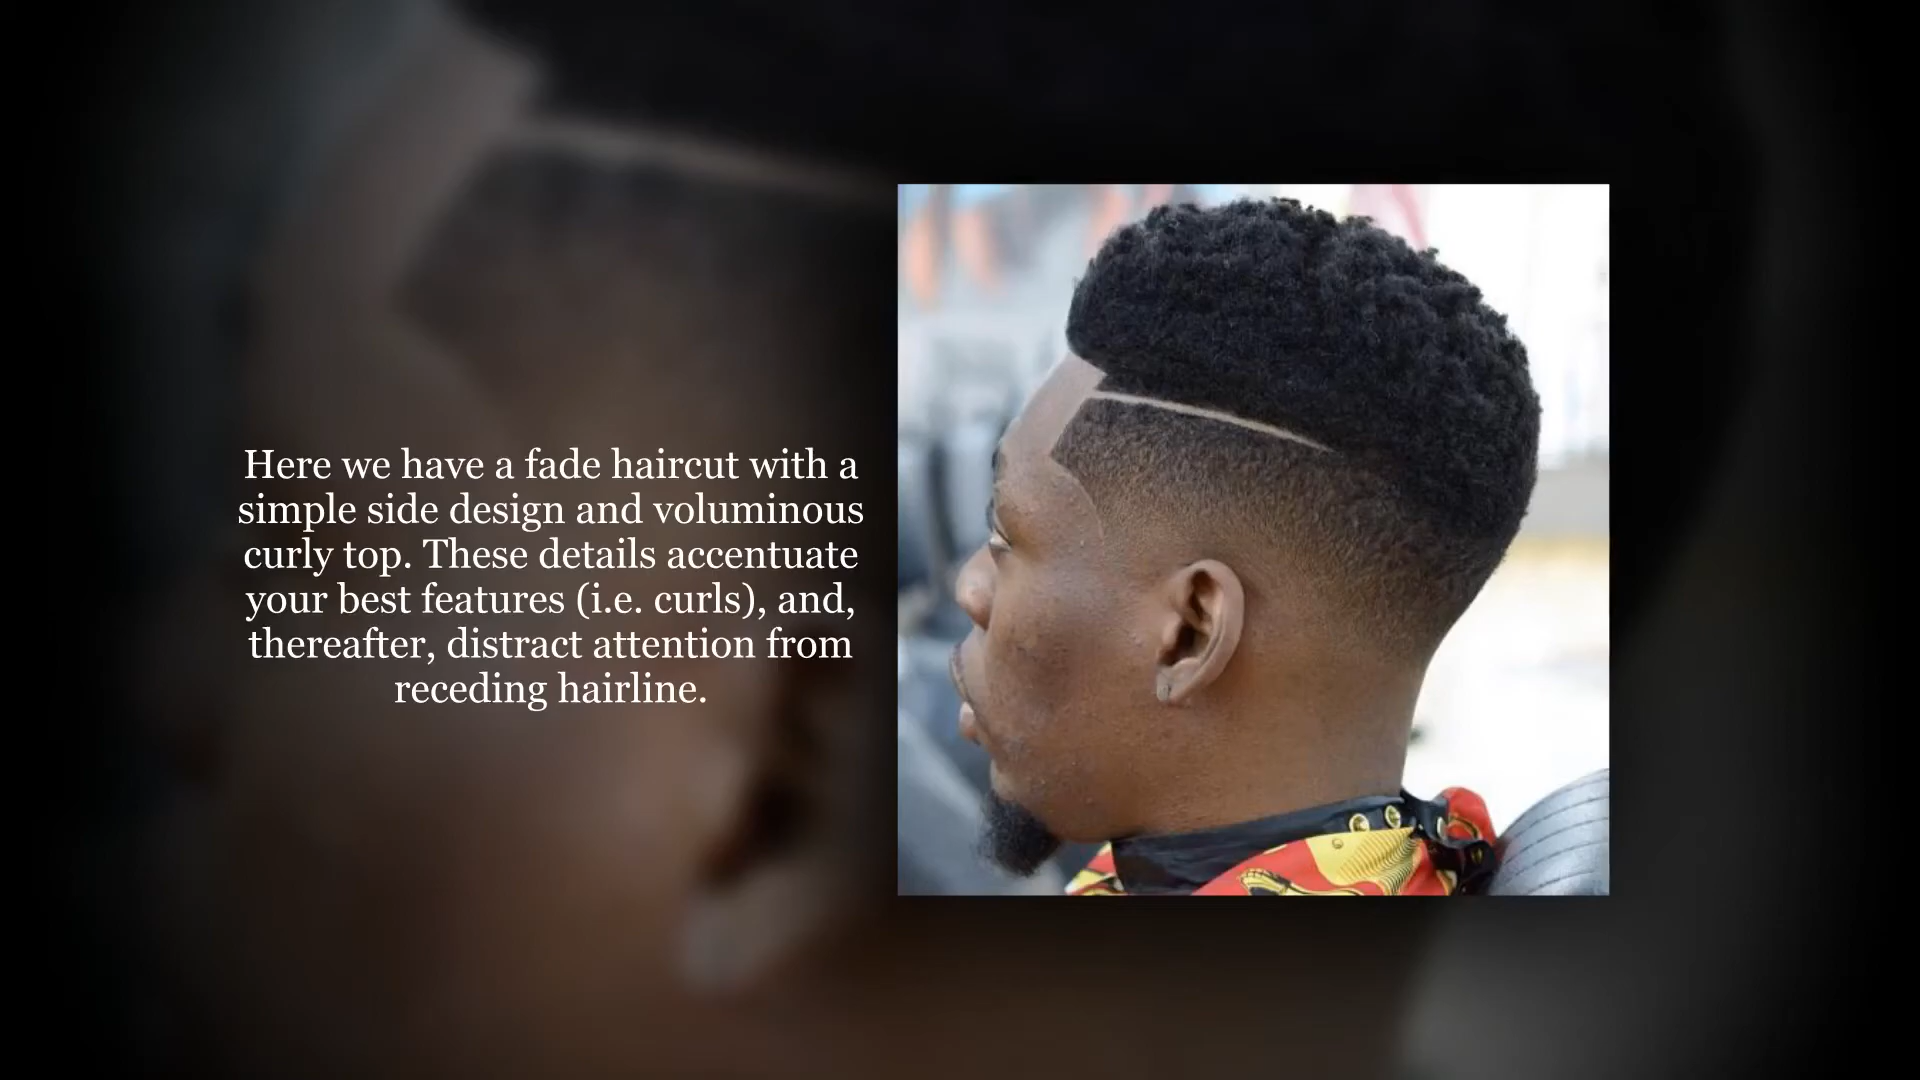 Here we have a fade haircut with a
simple side design and voluminous
curly top. These details accentuate
your best features (i.e. curls), and,
thereafter, distract attention from
receding hairline.